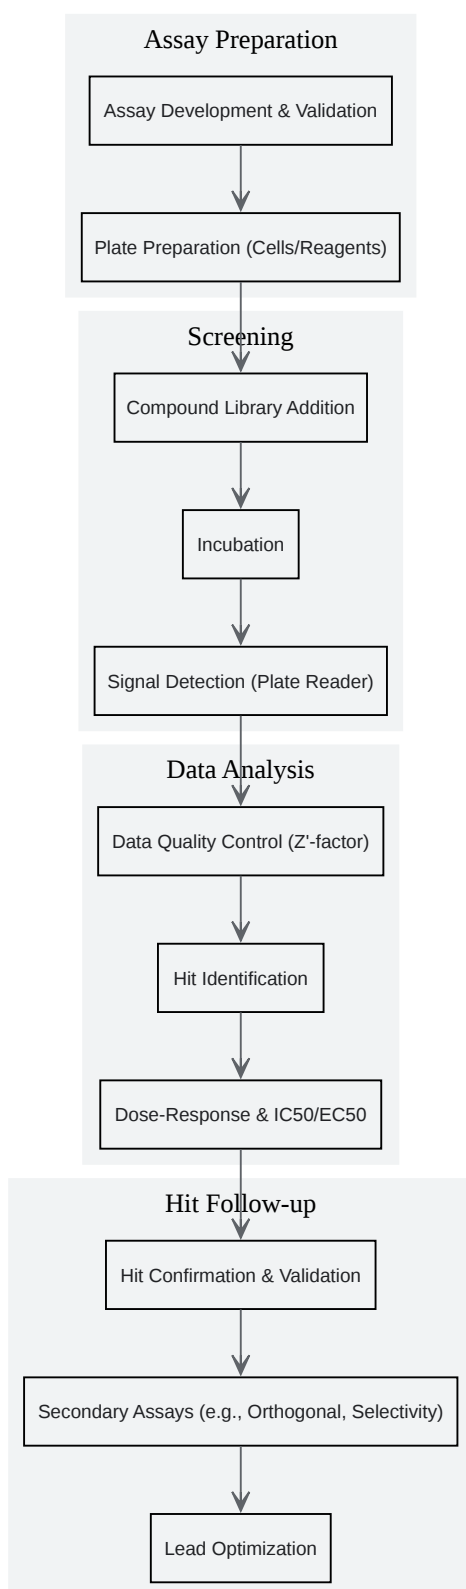 Assay Preparation
Assay Development & Validation
Plate Preparation (Cells/Reagents)
Screening
Compound Library Addition
Incubation
Signal Detection (Plate Reader)
Data Analysis
Data Quality Control (Z'-factor)
Hit Identification
Dose-Response & IC50/EC50
Hit Follow-up
Hit Confirmation & Validation
Secondary Assays (e.g., Orthogonal, Selectivity)
Lead Optimization